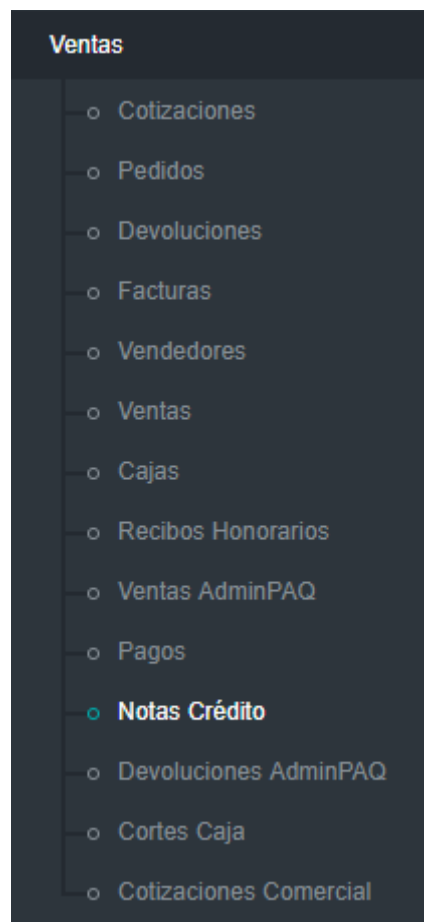 Ventas
Cotizaciones
Pedidos
Devoluciones
Facturas
Vendedores
Ventas
Cajas
Recibos Honorarios
Ventas AdminPAQ
Pagos
Notas Crédito
Devoluciones AdminPAQ
Cortes Caja
Cotizaciones Comercial